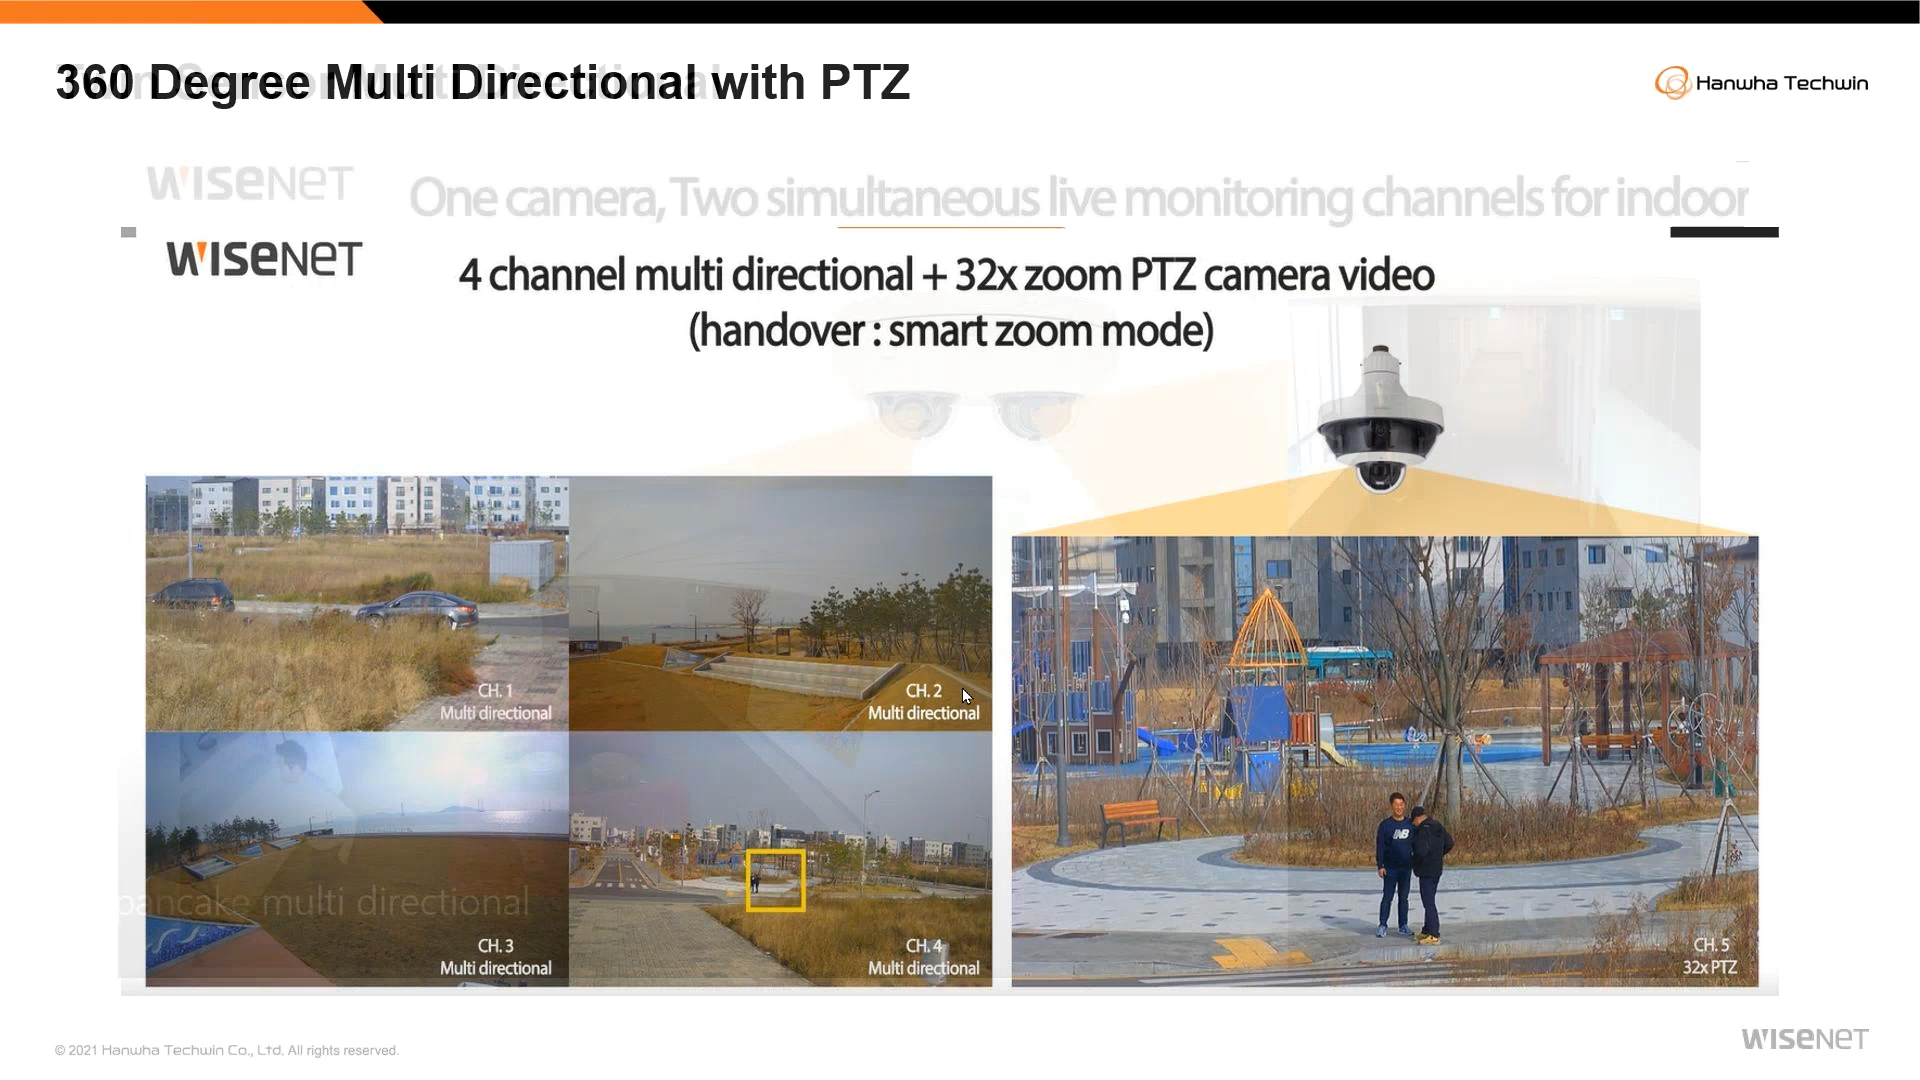 360 Degree Multi Directional with PTZ
Hanwha Techwin
WISENET
One camera, Two simultaneous live monitoring channels for indoor
WISENET
4 channel multi directional + 32x zoom PTZ camera video
(handover : smart zoom mode)
CH. 1
Multi directional
CH. 2
Multi directional
NB
pancake multi directional
CH. 3
Multi directional
CH. 4
Multi directional
CH. 5
32x PTZ
© 2021 Hanwha Techwin Co., Ltd. All rights reserved.
WISENET